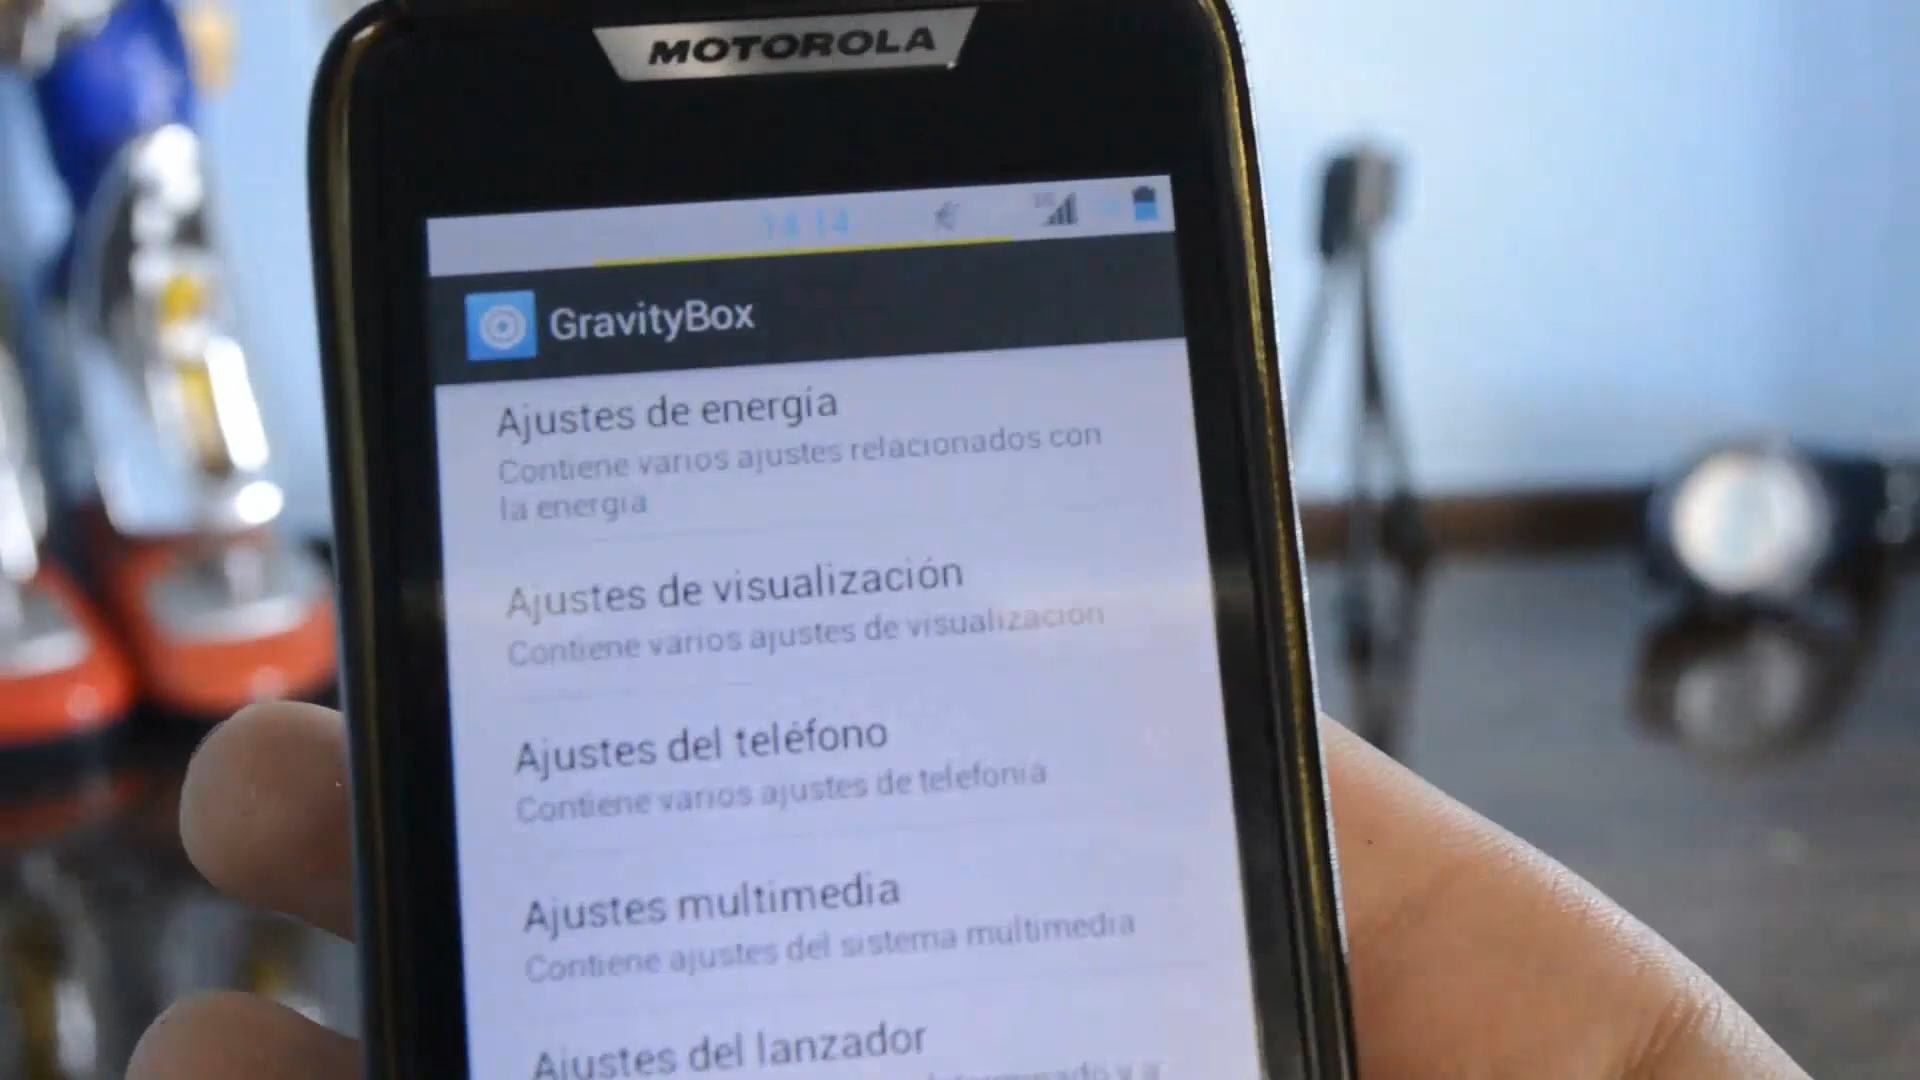 MOTOROLA
GravityBox
Ajustes de energía
Contiene varios ajustes relacionados con
la energía
Ajustes de visualización
Contiene varios ajustes de visualización
Ajustes del teléfono
Contiene varios ajustes de telefonía
Ajustes multimedia
Contiene ajustes del sistema multimedia
Ajustes del lanzador